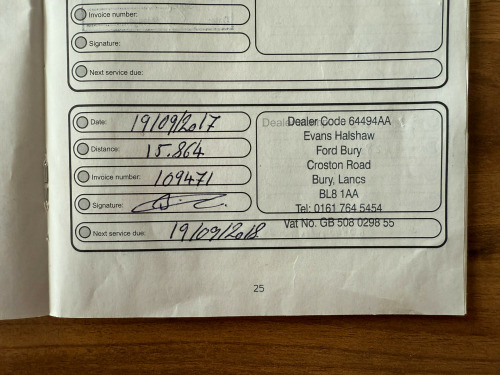 Invoice number:
Signature:
Next service due:
Date: 19/09/2017
Distance: 15.864
Invoice number: 109471
Signature:
Next service due: 19/09/2018
Dealer Code 64494AA
Evans Halshaw
Ford Bury
Croston Road
Bury, Lancs
BL8 1AA
Tel: 0161 764 5454
Vat No. GB 508 0298 55
25